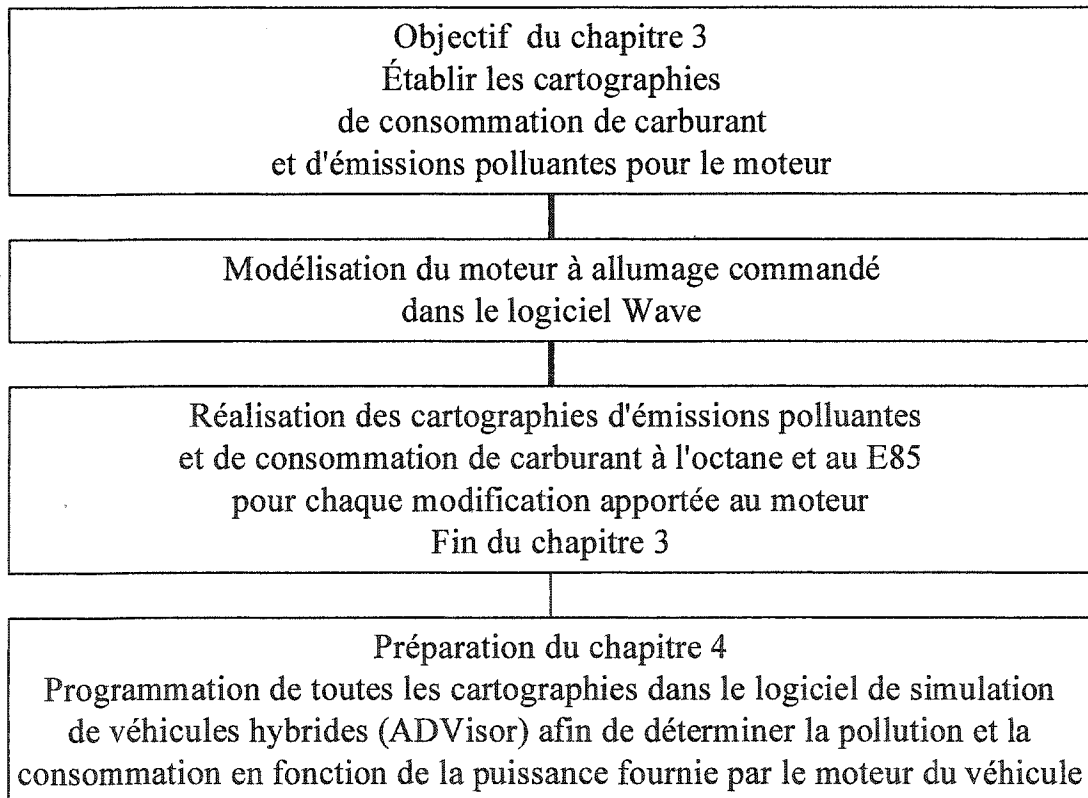 Objectif du chapitre 3
Établir les cartographies
de consommation de carburant
et d'émissions polluantes pour le moteur
Modélisation du moteur à allumage commandé
dans le logiciel Wave
Réalisation des cartographies d'émissions polluantes
et de consommation de carburant à l'octane et au E85
pour chaque modification apportée au moteur
Fin du chapitre 3
Préparation du chapitre 4
Programmation de toutes les cartographies dans le logiciel de simulation
de véhicules hybrides (ADVisor) afin de déterminer la pollution et la
consommation en fonction de la puissance fournie par le moteur du véhicule